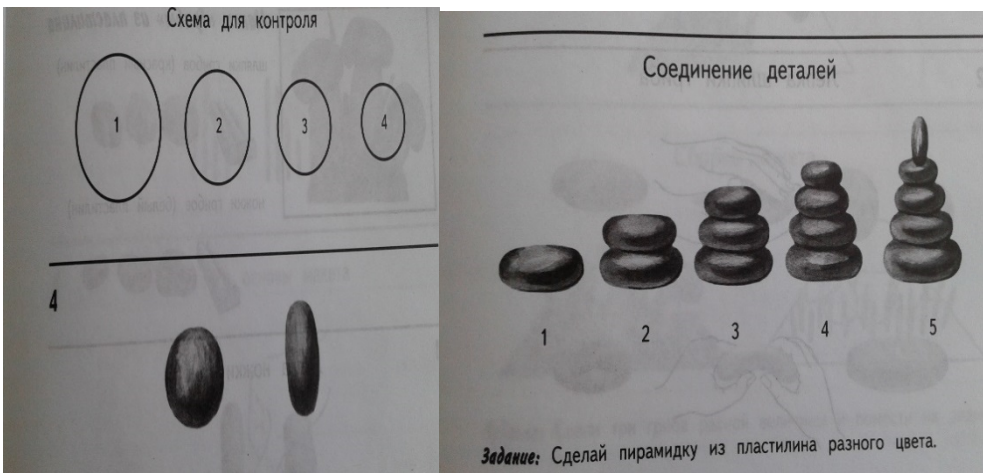 Схема для контроля
1 2 3 4
4
Соединение деталей
1 2 3 4 5
Задание: Сделай пирамидку из пластилина разного цвета.